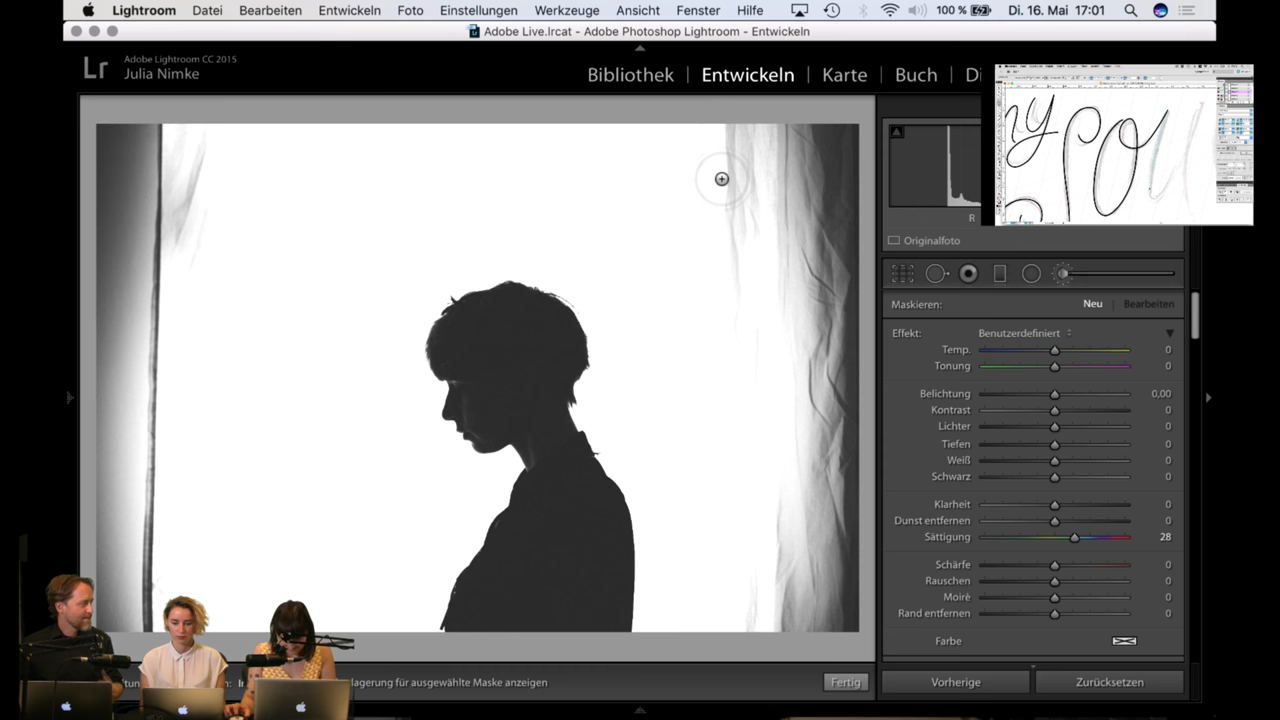 Lightroom Datei Bearbeiten Entwickeln Foto Einstellungen Werkzeuge Ansicht Fenster Hilfe 100 % Di. 16. Mai 17:01
Adobe Live.lrcat - Adobe Photoshop Lightroom - Entwickeln
Lr
Adobe Lightroom CC 2015
Julia Nimke
Bibliothek | Entwickeln | Karte | Buch | Di
ny you
R
Originalfoto
Maskieren: Neu Bearbeiten
Effekt: Benutzerdefiniert
Temp. 0
Tonung 0
Belichtung 0,00
Kontrast 0
Lichter 0
Tiefen 0
Weiß 0
Schwarz 0
Klarheit 0
Dunst entfernen 0
Sättigung 28
Schärfe 0
Rauschen 0
Moiré 0
Rand entfernen 0
Farbe
lagerung für ausgewählte Maske anzeigen
Fertig
Vorherige Zurücksetzen